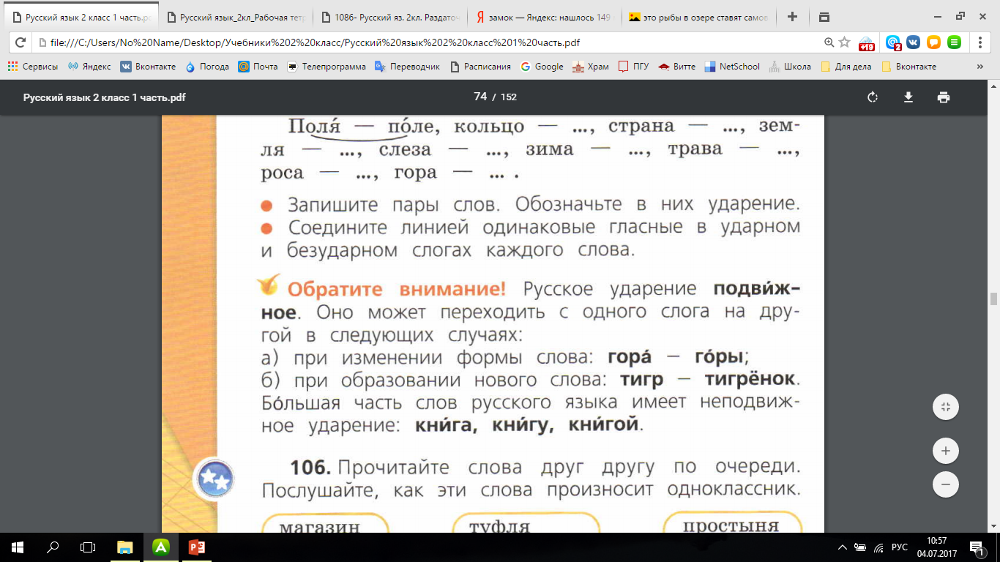 Русский язык 2 класс 1 часть.pd
Русский язык_2кл_Рабочая тетр
1086- Русский яз. 2кл. Раздаточ
замок — Яндекс: нашлось 149
это рыбы в озере ставят самов
file:///C:/Users/No%20Name/Desktop/Учебники%202%20класс/Русский%20язык%202%20класс%201%20часть.pdf
+19
2
Сервисы Яндекс Вконтакте Погода Почта Телепрограмма Переводчик Расписания Google Храм ПГУ Витте NetSchool Школа Для дела Вконтакте »
Русский язык 2 класс 1 часть.pdf 74 / 152
Поля́ — по́ле, кольцо — ..., страна — ..., зем-
ля — ..., слеза — ..., зима — ..., трава — ...,
роса — ..., гора — ... .
Запишите пары слов. Обозначьте в них ударение.
Соедините линией одинаковые гласные в ударном
и безударном слогах каждого слова.
Обратите внимание! Русское ударение подви́ж-
ное. Оно может переходить с одного слога на дру-
гой в следующих случаях:
а) при изменении формы слова: гора́ – го́ры;
б) при образовании нового слова: тигр – тигрёнок.
Бо́льшая часть слов русского языка имеет неподвиж-
ное ударение: кни́га, кни́гу, кни́гой.
106. Прочитайте слова друг другу по очереди.
Послушайте, как эти слова произносит одноклассник.
магазин туфля простыня
РУС
10:57
04.07.2017
1